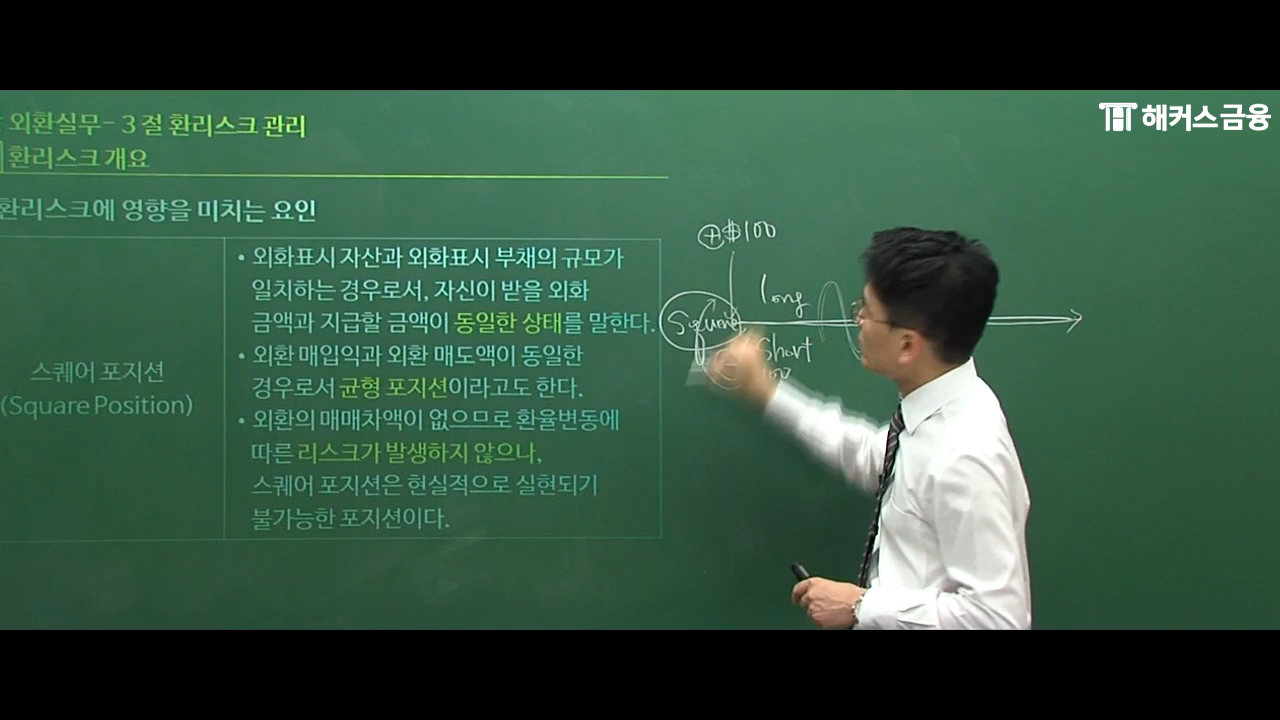 해커스금융
외환실무 - 3절 환리스크 관리
환리스크 개요
환리스크에 영향을 미치는 요인
스퀘어 포지션
(Square Position)
• 외화표시 자산과 외화표시 부채의 규모가
일치하는 경우로서, 자신이 받을 외화
금액과 지급할 금액이 동일한 상태를 말한다.
• 외환 매입익과 외환 매도액이 동일한
경우로서 균형 포지션이라고도 한다.
• 외환의 매매차액이 없으므로 환율변동에
따른 리스크가 발생하지 않으나,
스퀘어 포지션은 현실적으로 실현되기
불가능한 포지션이다.
⊕$100
long
Square
Short
100